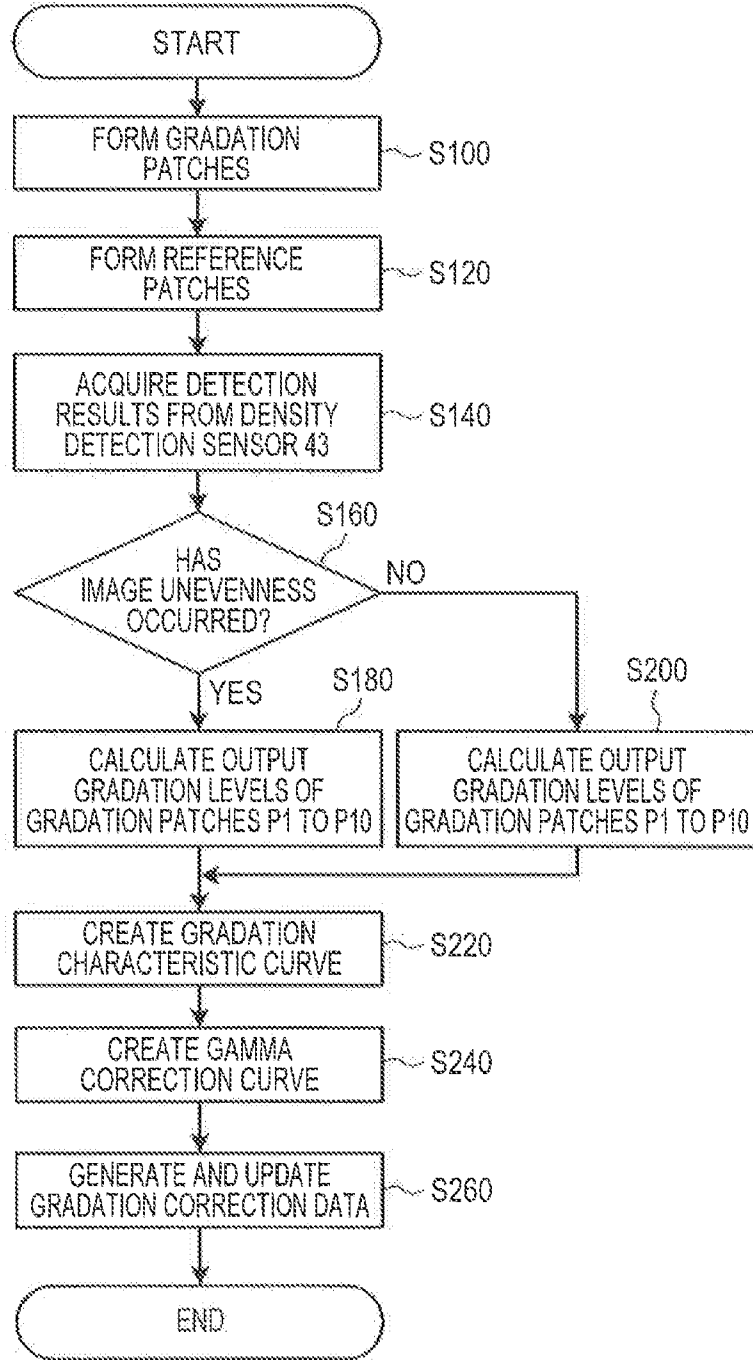 START
FORM GRADATION
PATCHES
S100
FORM REFERENCE
PATCHES
S120
ACQUIRE DETECTION
RESULTS FROM DENSITY
DETECTION SENSOR 43
S140
S160
HAS
IMAGE UNEVENNESS
OCCURRED?
NO
YES
S180
CALCULATE OUTPUT
GRADATION LEVELS OF
GRADATION PATCHES P1 TO P10
S200
CALCULATE OUTPUT
GRADATION LEVELS OF
GRADATION PATCHES P1 TO P10
CREATE GRADATION
CHARACTERISTIC CURVE
S220
CREATE GAMMA
CORRECTION CURVE
S240
GENERATE AND UPDATE
GRADATION CORRECTION DATA
S260
END